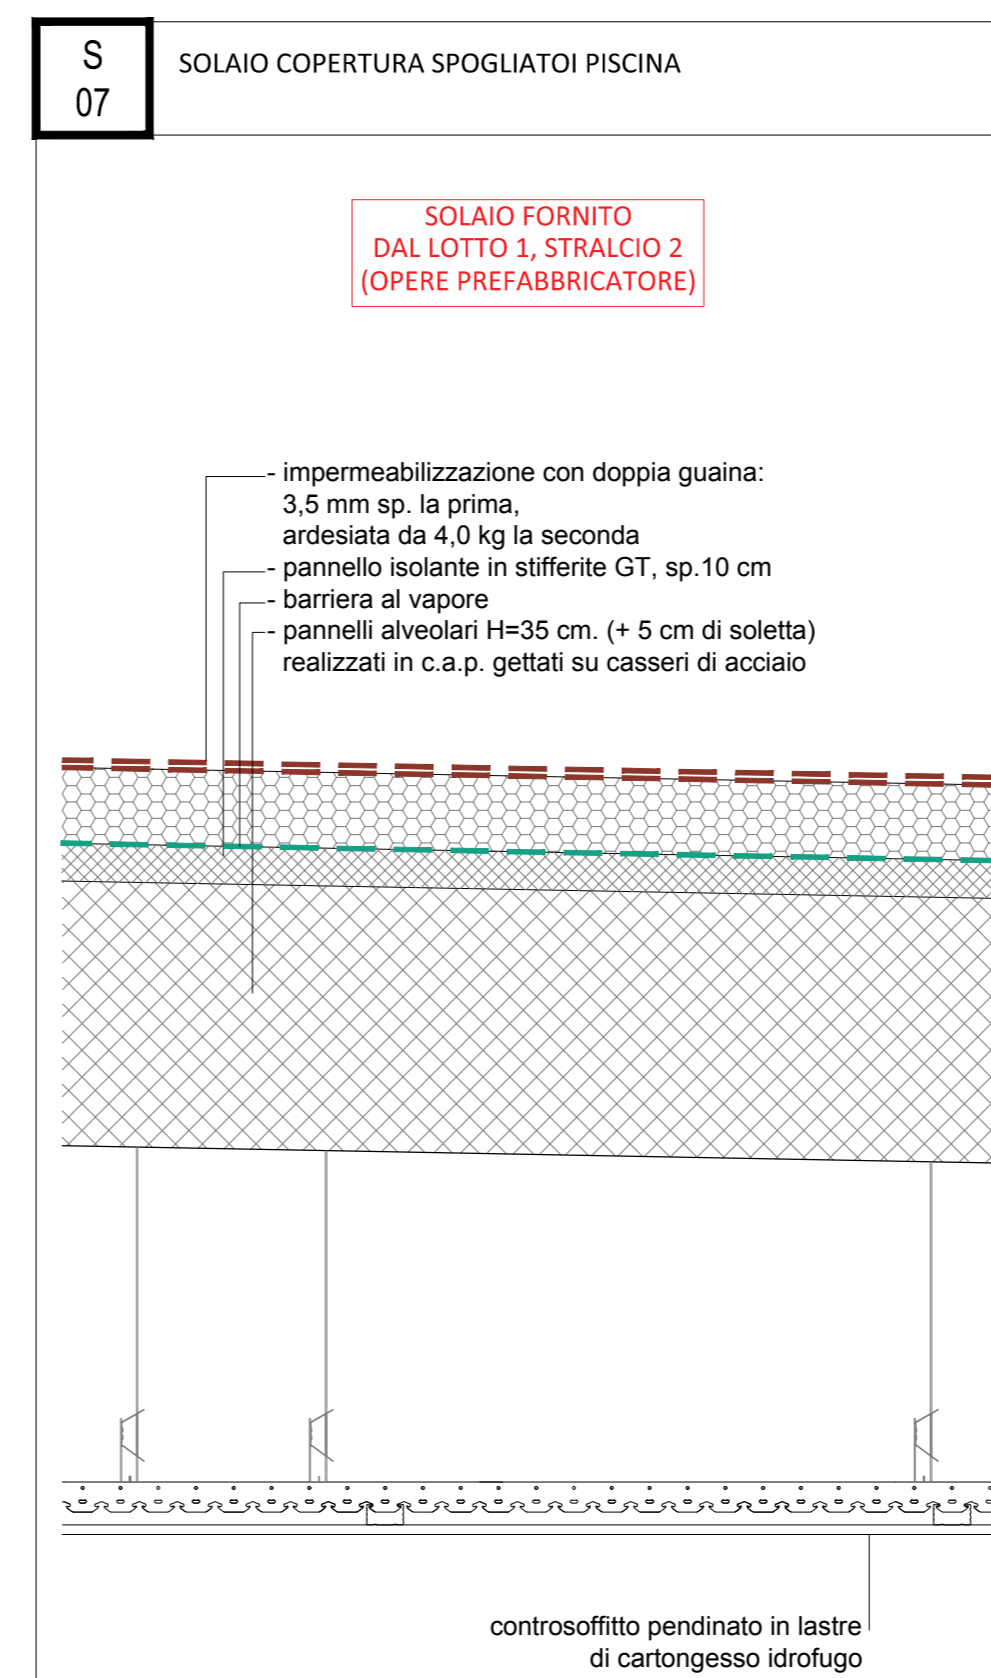 S
07
SOLAIO COPERTURA SPOGLIATOI PISCINA
SOLAIO FORNITO
DAL LOTTO 1, STRALCIO 2
(OPERE PREFABBRICATORE)
- impermeabilizzazione con doppia guaina:
3,5 mm sp. la prima,
ardesiata da 4,0 kg la seconda
- pannello isolante in stifferite GT, sp.10 cm
- barriera al vapore
- pannelli alveolari H=35 cm. (+ 5 cm di soletta)
realizzati in c.a.p. gettati su casseri di acciaio
controsoffitto pendinato in lastre
di cartongesso idrofugo